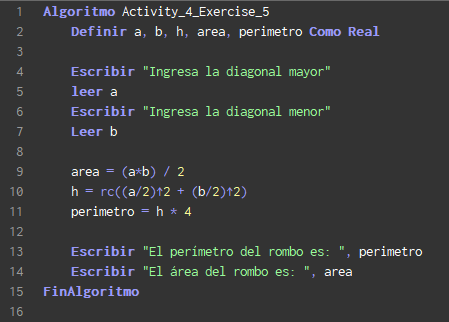 1 Algoritmo Activity_4_Exercise_5
2 Definir a, b, h, area, perimetro Como Real
3
4 Escribir "Ingresa la diagonal mayor"
5 leer a
6 Escribir "Ingresa la diagonal menor"
7 Leer b
8
9 area = (a*b) / 2
10 h = rc((a/2)↑2 + (b/2)↑2)
11 perimetro = h * 4
12
13 Escribir "El perímetro del rombo es: ", perimetro
14 Escribir "El área del rombo es: ", area
15 FinAlgoritmo
16